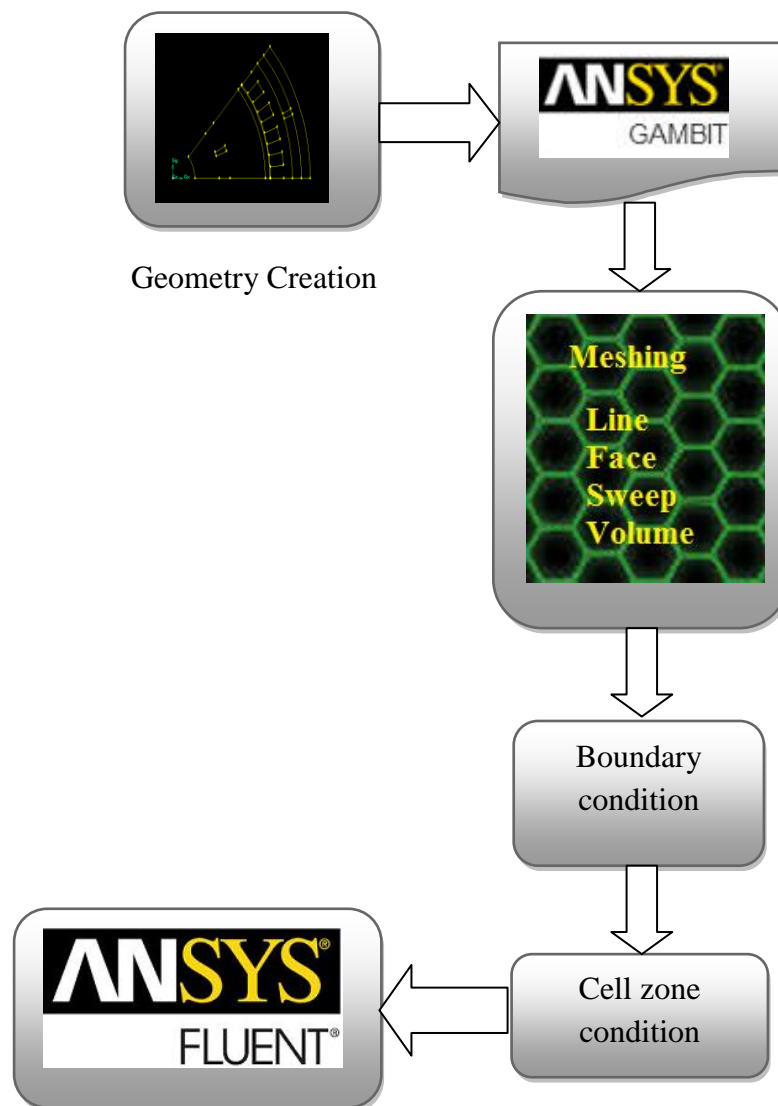 ANSYS®
GAMBIT
Geometry Creation
Meshing
Line
Face
Sweep
Volume
Boundary
condition
Cell zone
condition
ANSYS®
FLUENT®